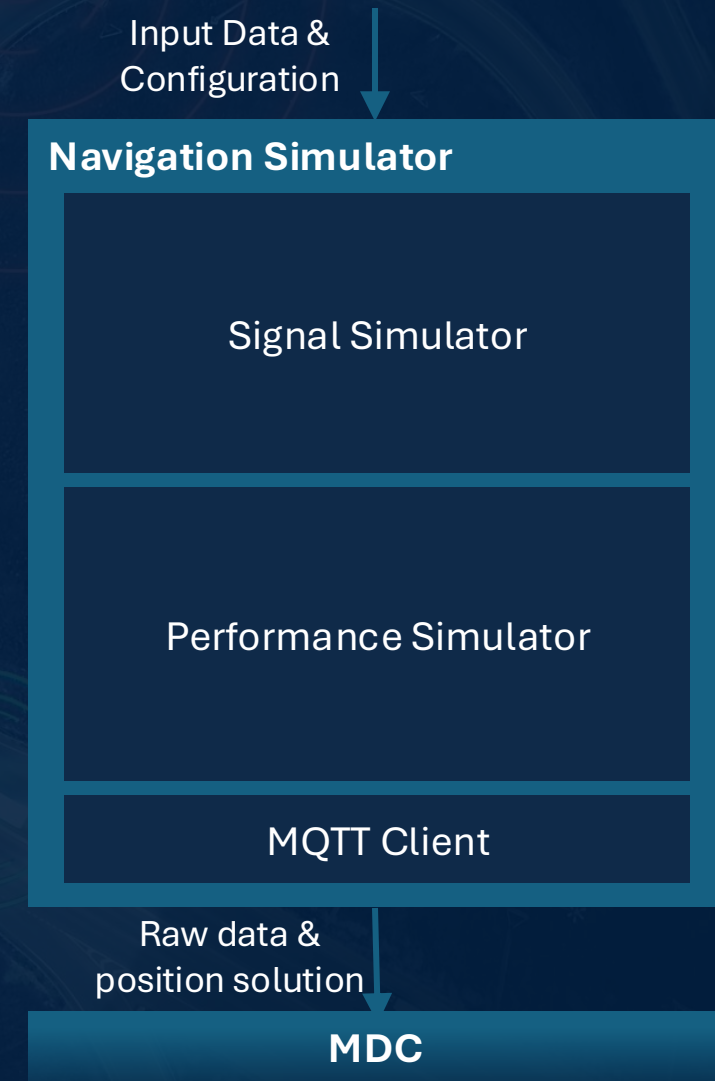 Input Data &
Configuration
Navigation Simulator
Signal Simulator
Performance Simulator
MQTT Client
Raw data &
position solution
MDC